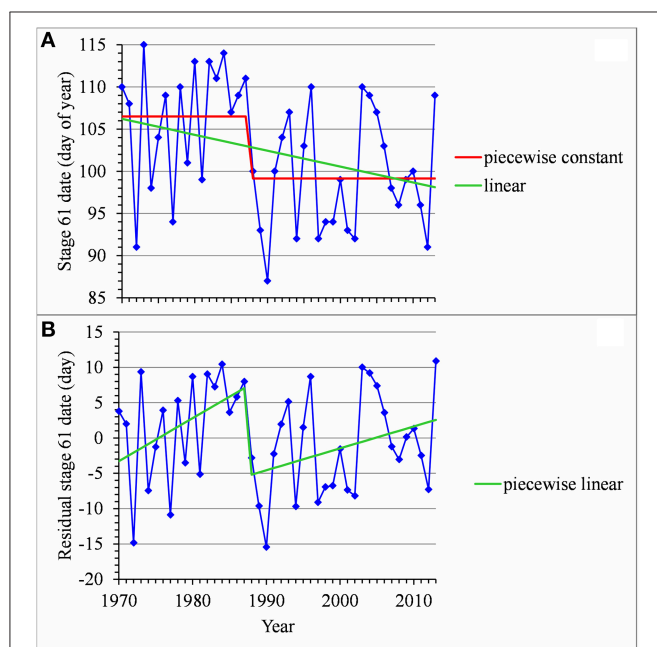 A
Stage 61 date (day of year)
115
110
105
100
95
90
85
piecewise constant
linear
B
Residual stage 61 date (day)
15
10
5
0
-5
-10
-15
-20
piecewise linear
1970 1980 1990 2000 2010
Year